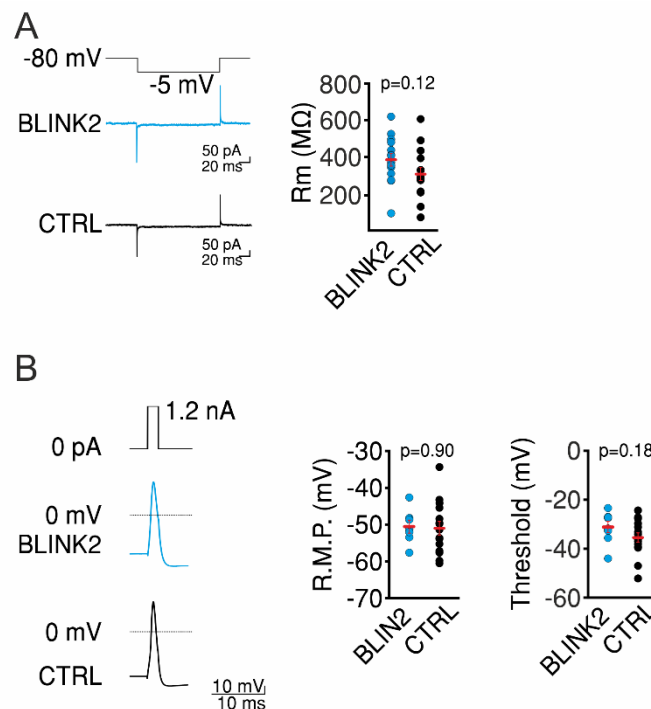 A
-80 mV
-5 mV
BLINK2
50 pA
20 ms
CTRL
50 pA
20 ms
800
600
400
200
Rm (MΩ)
p=0.12
BLINK2
CTRL
B
1.2 nA
0 pA
0 mV
BLINK2
0 mV
CTRL
10 mV
10 ms
-30
-40
-50
-60
-70
R.M.P. (mV)
p=0.90
BLIN2
CTRL
0
-20
-40
-60
Threshold (mV)
p=0.18
BLINK2
CTRL